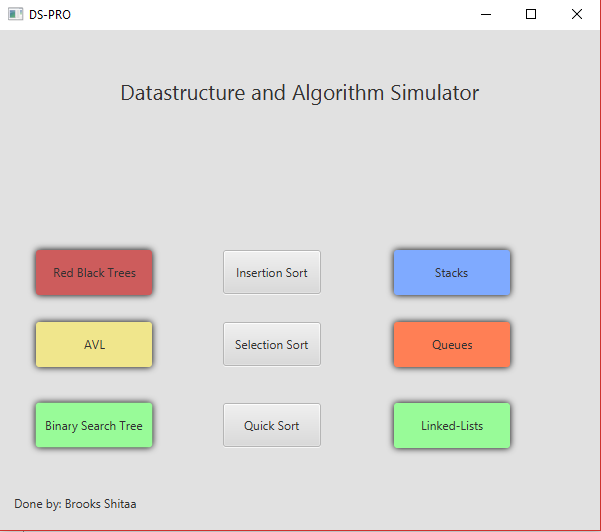 DS-PRO
Datastructure and Algorithm Simulator
Red Black Trees
Insertion Sort
Stacks
AVL
Selection Sort
Queues
Binary Search Tree
Quick Sort
Linked-Lists
Done by: Brooks Shitaa